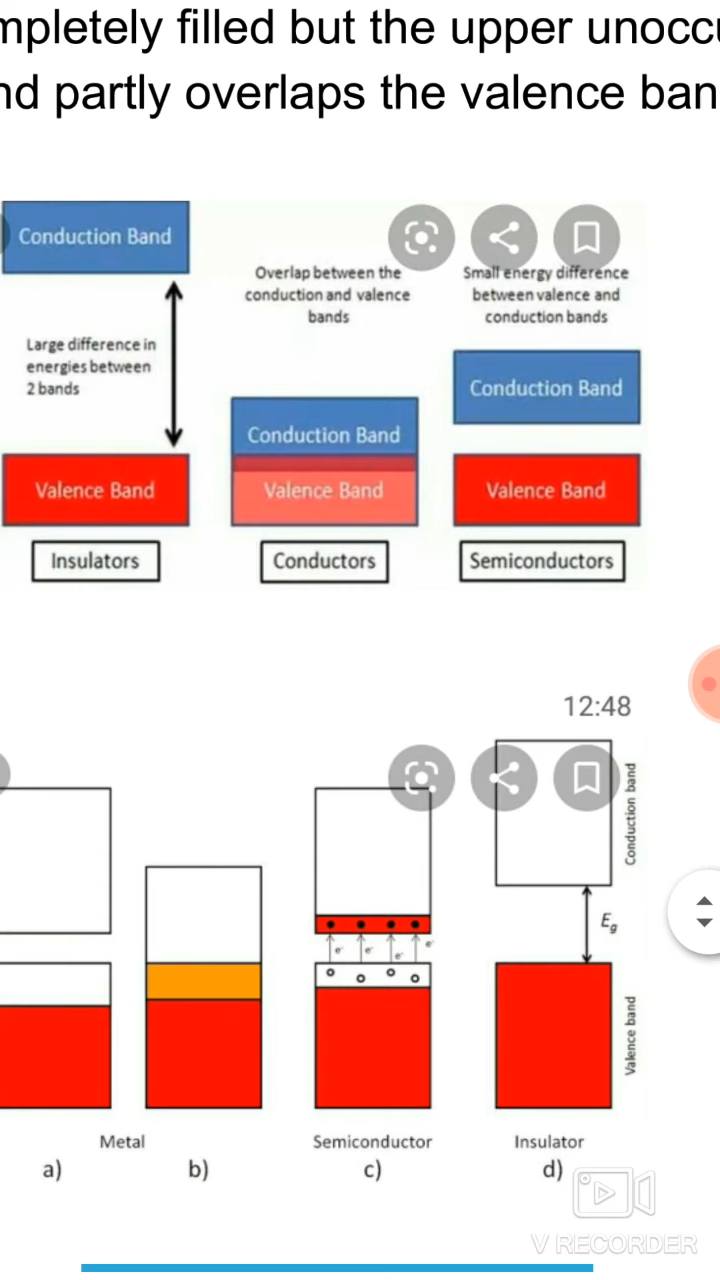 mpletely filled but the upper unoccu
nd partly overlaps the valence ban
Conduction Band
Large difference in
energies between
2 bands
Valence Band
Insulators
Overlap between the
conduction and valence
bands
Conduction Band
Valence Band
Conductors
Small energy difference
between valence and
conduction bands
Conduction Band
Valence Band
Semiconductors
12:48
Conduction band
Eg
e- e- e- e-
Valence band
Metal
Semiconductor
Insulator
a)
b)
c)
d)
V RECORDER